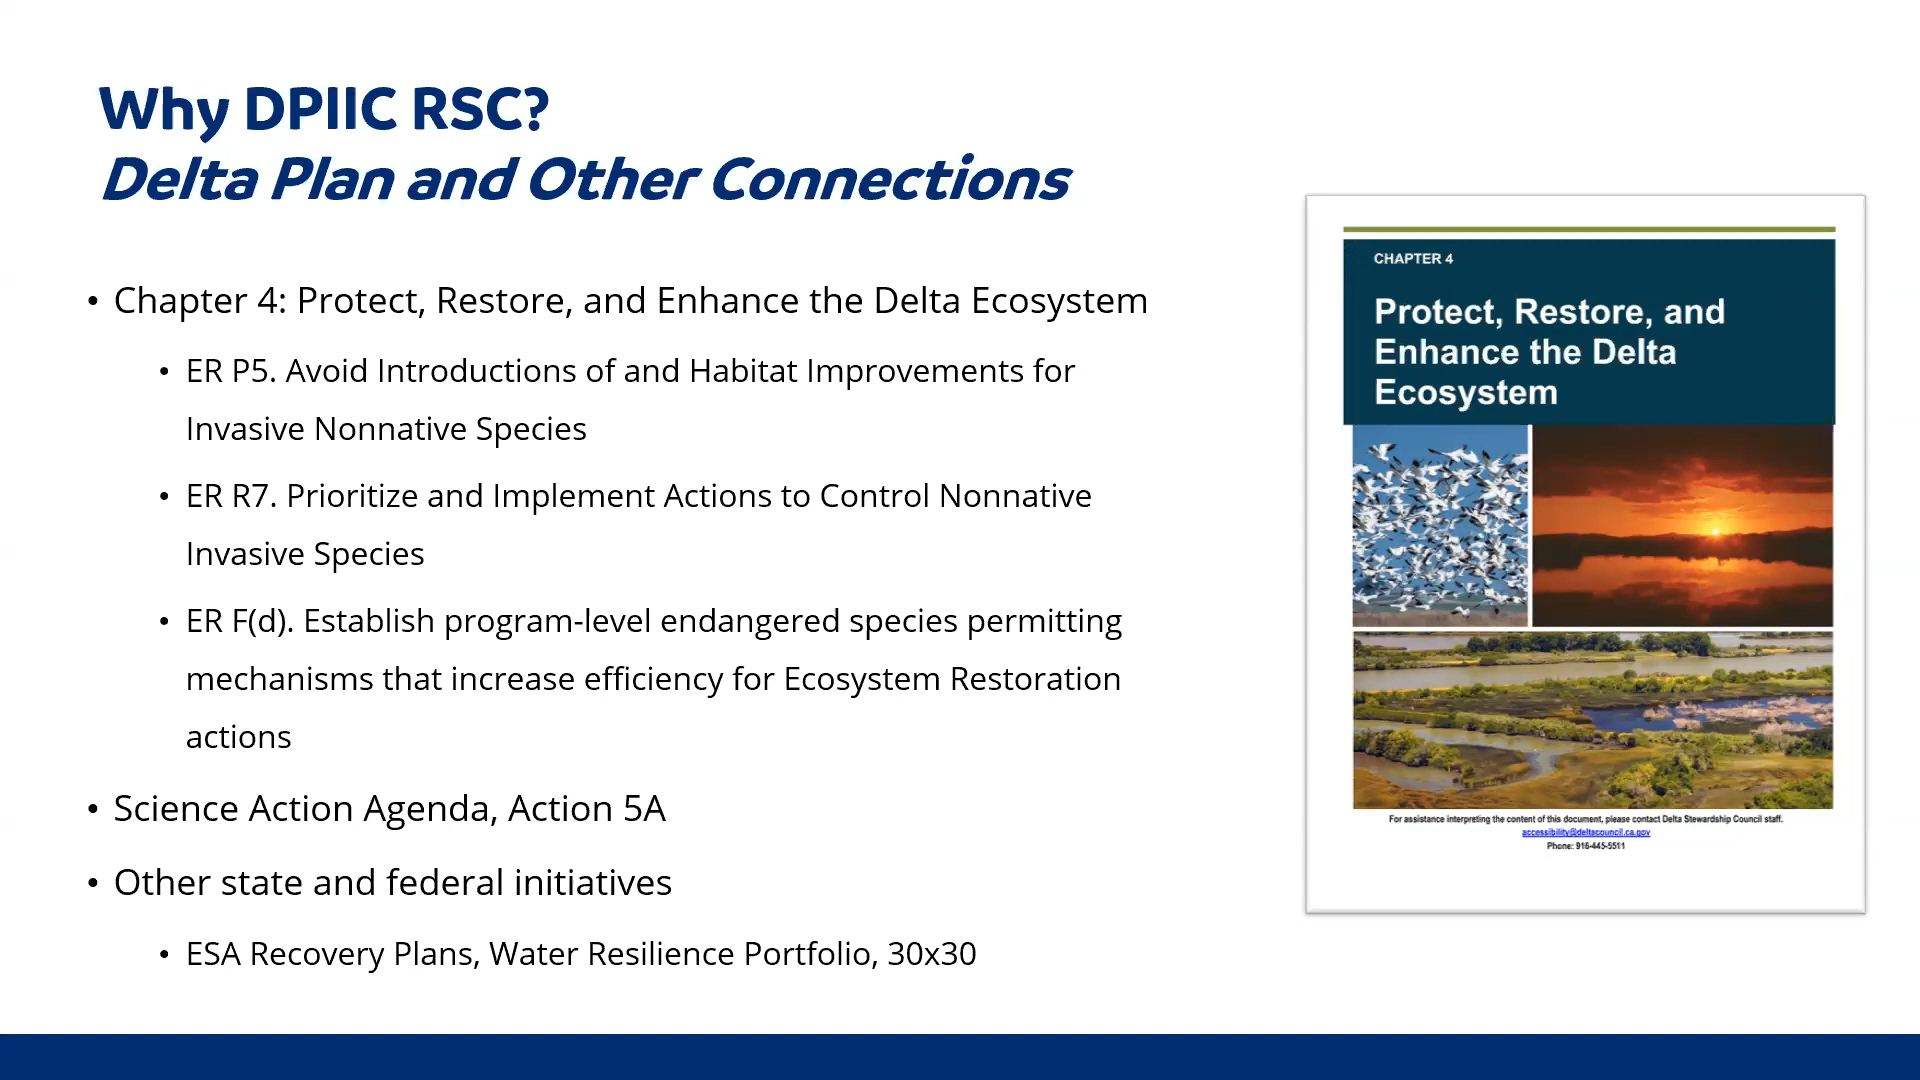 Why DPIIC RSC?
Delta Plan and Other Connections
• Chapter 4: Protect, Restore, and Enhance the Delta Ecosystem
• ER P5. Avoid Introductions of and Habitat Improvements for
Invasive Nonnative Species
• ER R7. Prioritize and Implement Actions to Control Nonnative
Invasive Species
• ER F(d). Establish program-level endangered species permitting
mechanisms that increase efficiency for Ecosystem Restoration
actions
• Science Action Agenda, Action 5A
• Other state and federal initiatives
• ESA Recovery Plans, Water Resilience Portfolio, 30x30
CHAPTER 4
Protect, Restore, and
Enhance the Delta
Ecosystem
For assistance interpreting the content of this document, please contact Delta Stewardship Council staff.
accessibility@deltacouncil.ca.gov
Phone: 916-445-5511